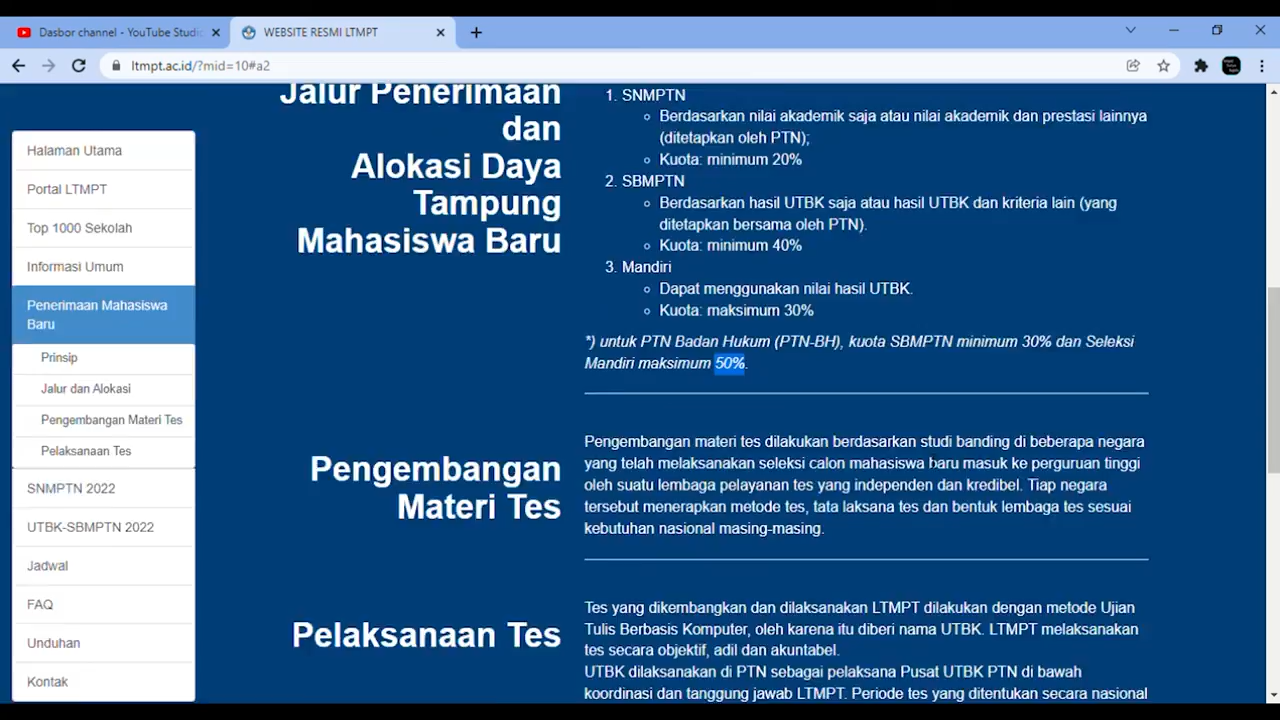 Dasbor channel - YouTube Studi
WEBSITE RESMI LTMPT
ltmpt.ac.id/?mid=10#a2
Halaman Utama
Portal LTMPT
Top 1000 Sekolah
Informasi Umum
Penerimaan Mahasiswa
Baru
Prinsip
Jalur dan Alokasi
Pengembangan Materi Tes
Pelaksanaan Tes
SNMPTN 2022
UTBK-SBMPTN 2022
Jadwal
FAQ
Unduhan
Kontak
Jalur Penerimaan
dan
Alokasi Daya
Tampung
Mahasiswa Baru
1. SNMPTN
Berdasarkan nilai akademik saja atau nilai akademik dan prestasi lainnya
(ditetapkan oleh PTN);
Kuota: minimum 20%
2. SBMPTN
Berdasarkan hasil UTBK saja atau hasil UTBK dan kriteria lain (yang
ditetapkan bersama oleh PTN).
Kuota: minimum 40%
3. Mandiri
Dapat menggunakan nilai hasil UTBK.
Kuota: maksimum 30%
*) untuk PTN Badan Hukum (PTN-BH), kuota SBMPTN minimum 30% dan Seleksi
Mandiri maksimum 50%.
Pengembangan
Materi Tes
Pengembangan materi tes dilakukan berdasarkan studi banding di beberapa negara
yang telah melaksanakan seleksi calon mahasiswa baru masuk ke perguruan tinggi
oleh suatu lembaga pelayanan tes yang independen dan kredibel. Tiap negara
tersebut menerapkan metode tes, tata laksana tes dan bentuk lembaga tes sesuai
kebutuhan nasional masing-masing.
Pelaksanaan Tes
Tes yang dikembangkan dan dilaksanakan LTMPT dilakukan dengan metode Ujian
Tulis Berbasis Komputer, oleh karena itu diberi nama UTBK. LTMPT melaksanakan
tes secara objektif, adil dan akuntabel.
UTBK dilaksanakan di PTN sebagai pelaksana Pusat UTBK PTN di bawah
koordinasi dan tanggung jawab LTMPT. Periode tes yang ditentukan secara nasional